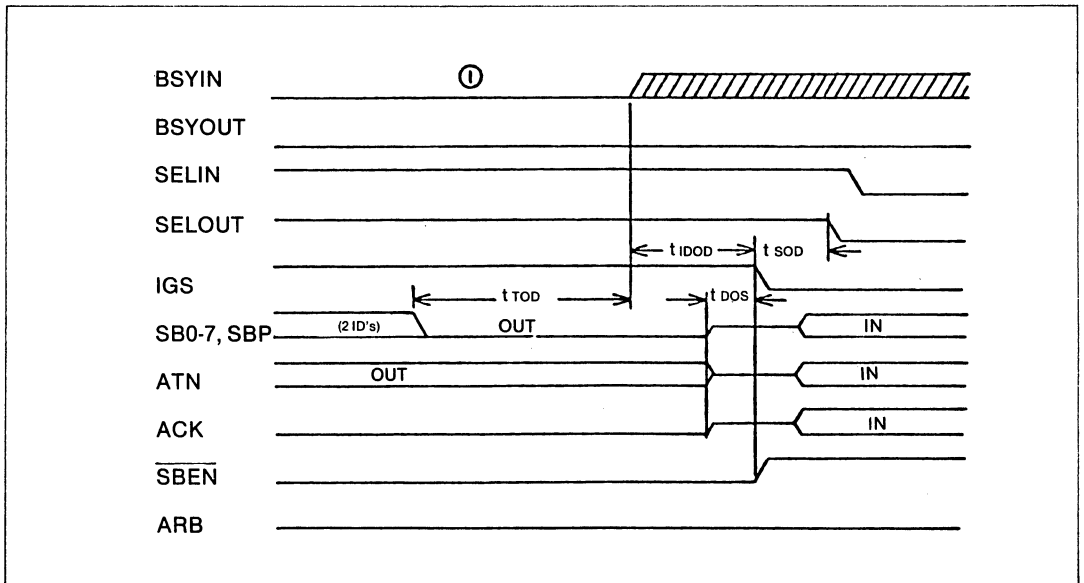 BSYIN ①
BSYOUT
SELIN
SELOUT
t IDOD t SOD
IGS
t TOD t DOS
SB0-7, SBP (2 ID's) OUT IN
ATN OUT IN
ACK IN
SBEN
ARB